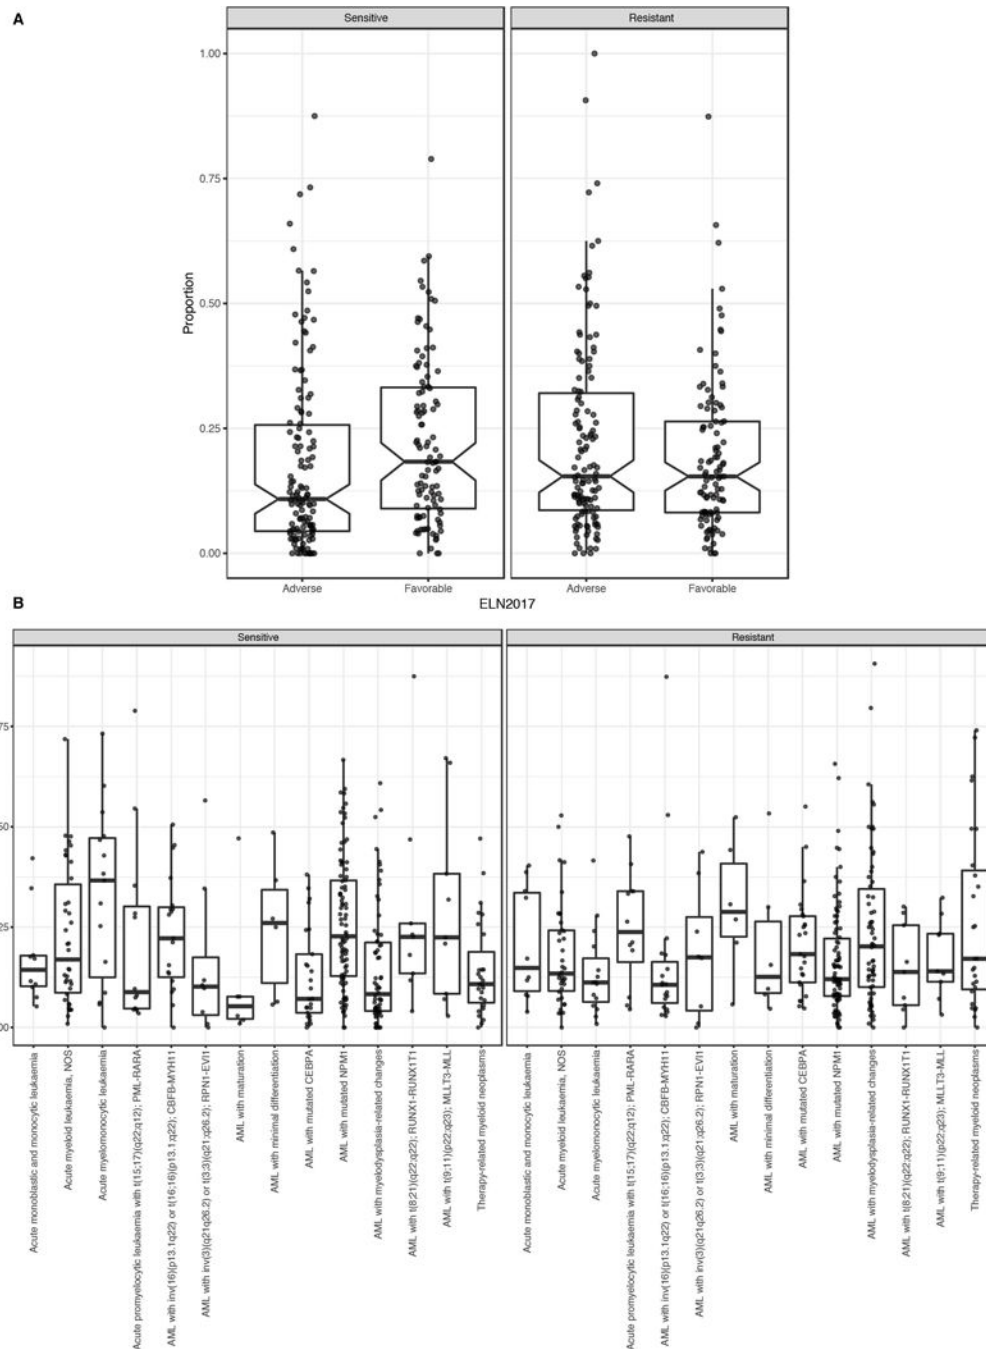 A
Sensitive
Resistant
1.00
0.75
0.50
0.25
0.00
Proportion
Adverse
Favorable
Adverse
Favorable
ELN2017
B
Sensitive
Resistant
75
50
25
00
Acute monoblastic and monocytic leukaemia
Acute myeloid leukaemia, NOS
Acute myelomonocytic leukaemia
Acute promyelocytic leukaemia with t(15;17)(q22;q12); PML-RARA
AML with inv(16)(p13.1q22) or t(16;16)(p13.1;q22); CBFB-MYH11
AML with inv(3)(q21q26.2) or t(3;3)(q21;q26.2); RPN1-EVI1
AML with maturation
AML with minimal differentiation
AML with mutated CEBPA
AML with mutated NPM1
AML with myelodysplasia-related changes
AML with t(8;21)(q22;q22); RUNX1-RUNX1T1
AML with t(9;11)(p22;q23); MLLT3-MLL
Therapy-related myeloid neoplasms
Acute monoblastic and monocytic leukaemia
Acute myeloid leukaemia, NOS
Acute myelomonocytic leukaemia
Acute promyelocytic leukaemia with t(15;17)(q22;q12); PML-RARA
AML with inv(16)(p13.1q22) or t(16;16)(p13.1;q22); CBFB-MYH11
AML with inv(3)(q21q26.2) or t(3;3)(q21;q26.2); RPN1-EVI1
AML with maturation
AML with minimal differentiation
AML with mutated CEBPA
AML with mutated NPM1
AML with myelodysplasia-related changes
AML with t(8;21)(q22;q22); RUNX1-RUNX1T1
AML with t(9;11)(p22;q23); MLLT3-MLL
Therapy-related myeloid neoplasms